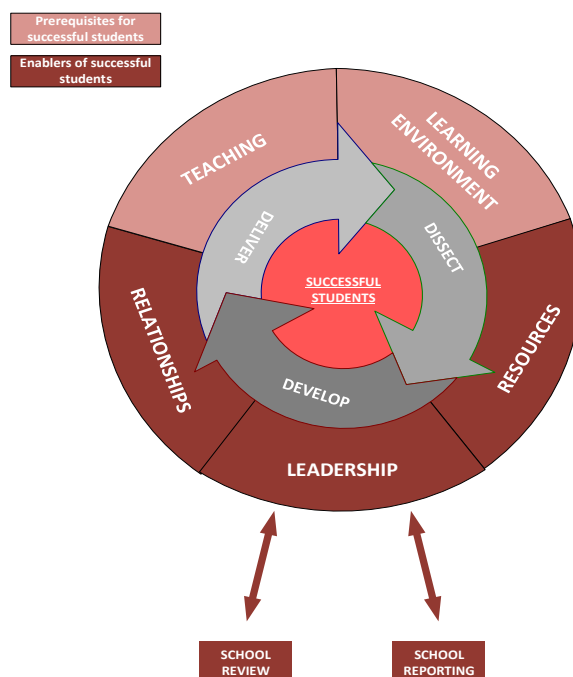 Prerequisites for
successful students
Enablers of successful
students
TEACHING
LEARNING
ENVIRONMENT
DELIVER
DISSECT
SUCCESSFUL
STUDENTS
RELATIONSHIPS
RESOURCES
DEVELOP
LEADERSHIP
SCHOOL
REVIEW
SCHOOL
REPORTING